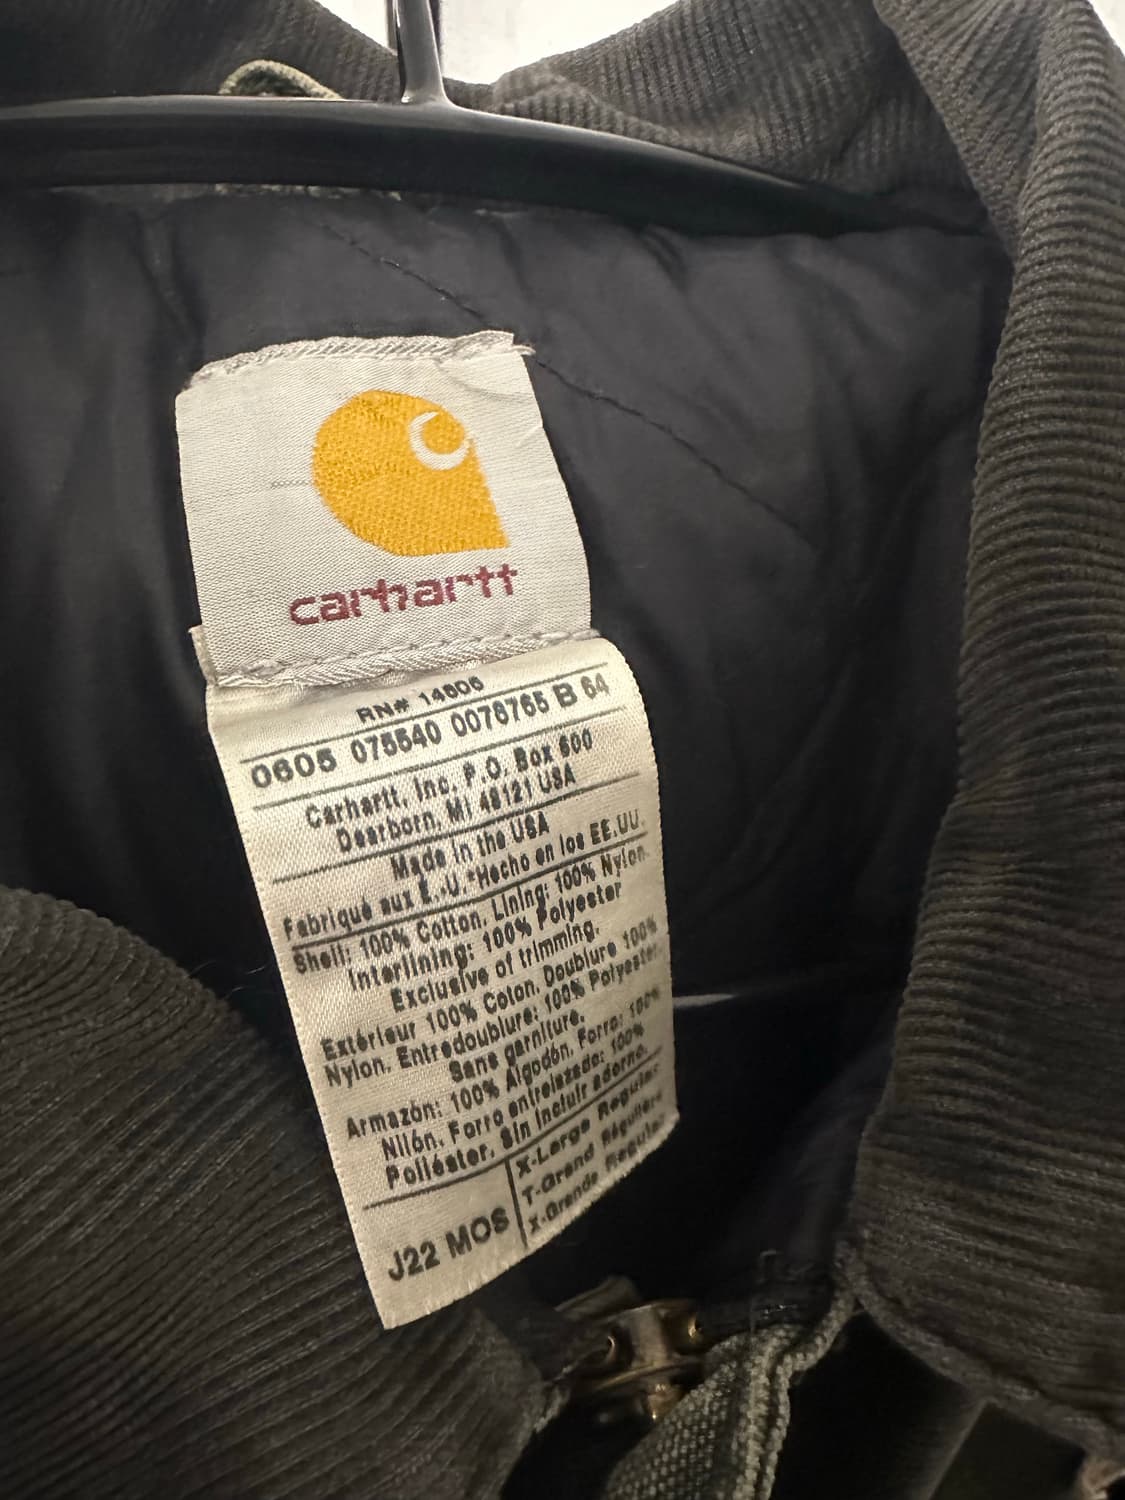 carhartt
RN# 14806
0605 075540 0076765 B 64
Carhartt, Inc. P.O. Box 600
Dearborn, MI 48121 USA
Made in the USA
Fabriqué aux E.-U.*Hecho en los EE.UU.
Shell: 100% Cotton. Lining: 100% Nylon.
Interlining: 100% Polyester
Exclusive of trimming.
Extérieur 100% Coton. Doublure 100%
Nylon. Entredoublure: 100% Polyester.
Sans garniture.
Armazón: 100% Algodón. Forro: 100%
Nilón. Forro entrelazado: 100%
Poliéster. Sin incluir adorno.
J22 MOS
X-Large Regular
T-Grand Régulière
X-Grande Regular